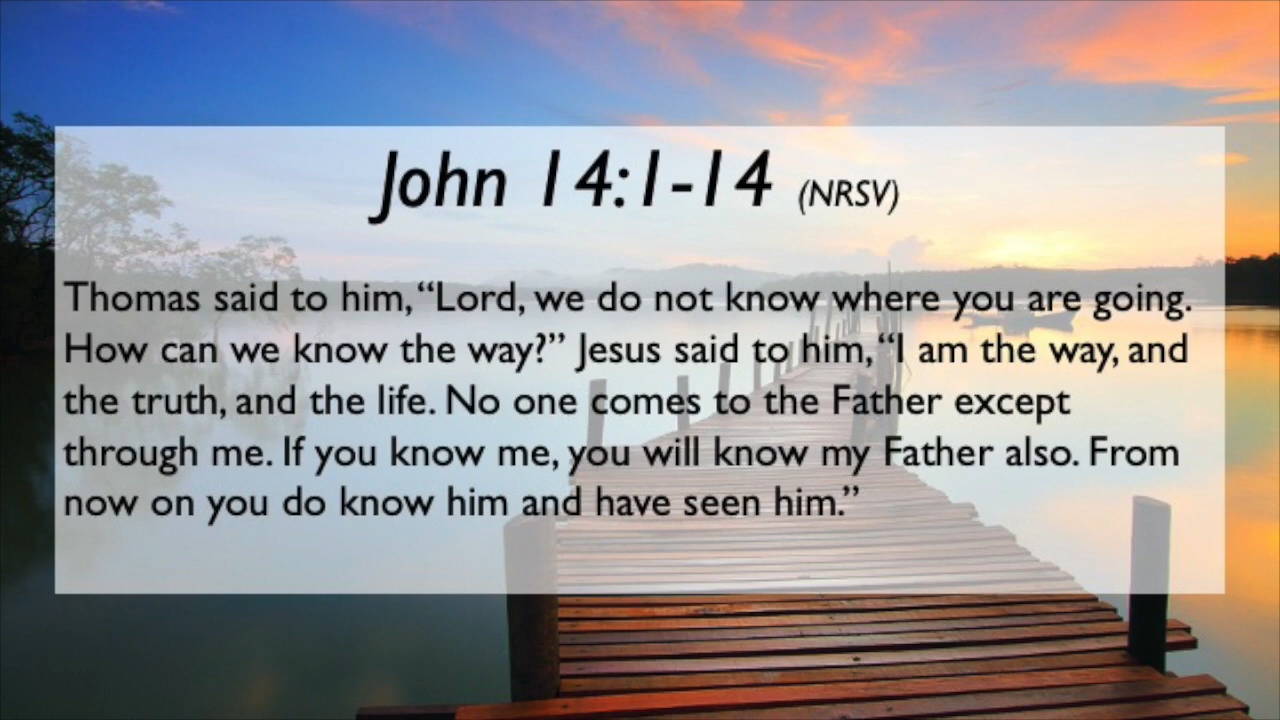 John 14:1-14 (NRSV)
Thomas said to him, “Lord, we do not know where you are going.
How can we know the way?” Jesus said to him, “I am the way, and
the truth, and the life. No one comes to the Father except
through me. If you know me, you will know my Father also. From
now on you do know him and have seen him.”